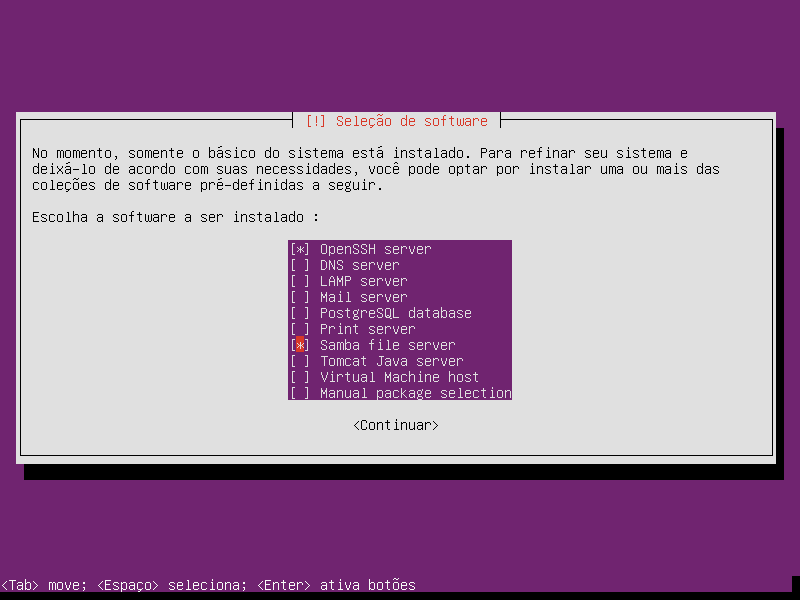 [!] Seleção de software
No momento, somente o básico do sistema está instalado. Para refinar seu sistema e
deixá-lo de acordo com suas necessidades, você pode optar por instalar uma ou mais das
coleções de software pré-definidas a seguir.
Escolha a software a ser instalado :
[*] OpenSSH server
[ ] DNS server
[ ] LAMP server
[ ] Mail server
[ ] PostgreSQL database
[ ] Print server
[*] Samba file server
[ ] Tomcat Java server
[ ] Virtual Machine host
[ ] Manual package selection
<Continuar>
<Tab> move; <Espaço> seleciona; <Enter> ativa botões